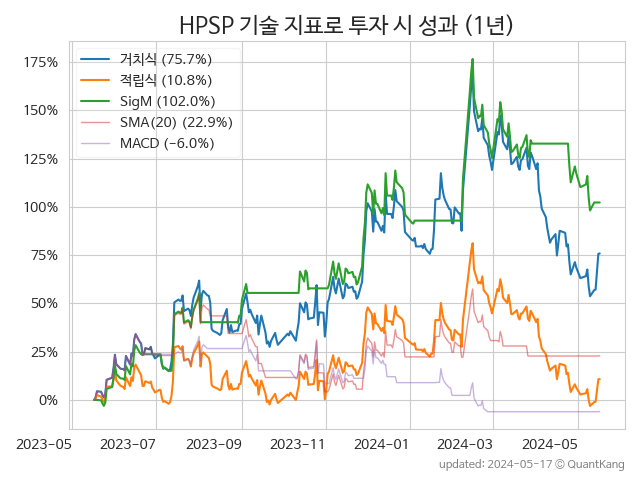 HPSP 기술 지표로 투자 시 성과 (1년)
거치식 (75.7%)
적립식 (10.8%)
SigM (102.0%)
SMA(20) (22.9%)
MACD (−6.0%)
175%
150%
125%
100%
75%
50%
25%
0%
2023-05 2023-07 2023-09 2023-11 2024-01 2024-03 2024-05
updated: 2024-05-17 ⓒ QuantKang